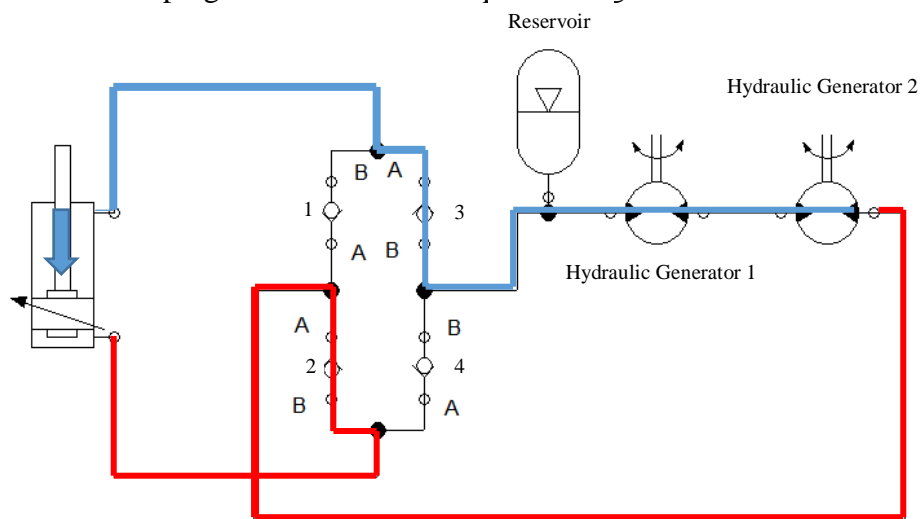 Reservoir
Hydraulic Generator 2
B A
1 3
A B
Hydraulic Generator 1
A B
2 4
B A